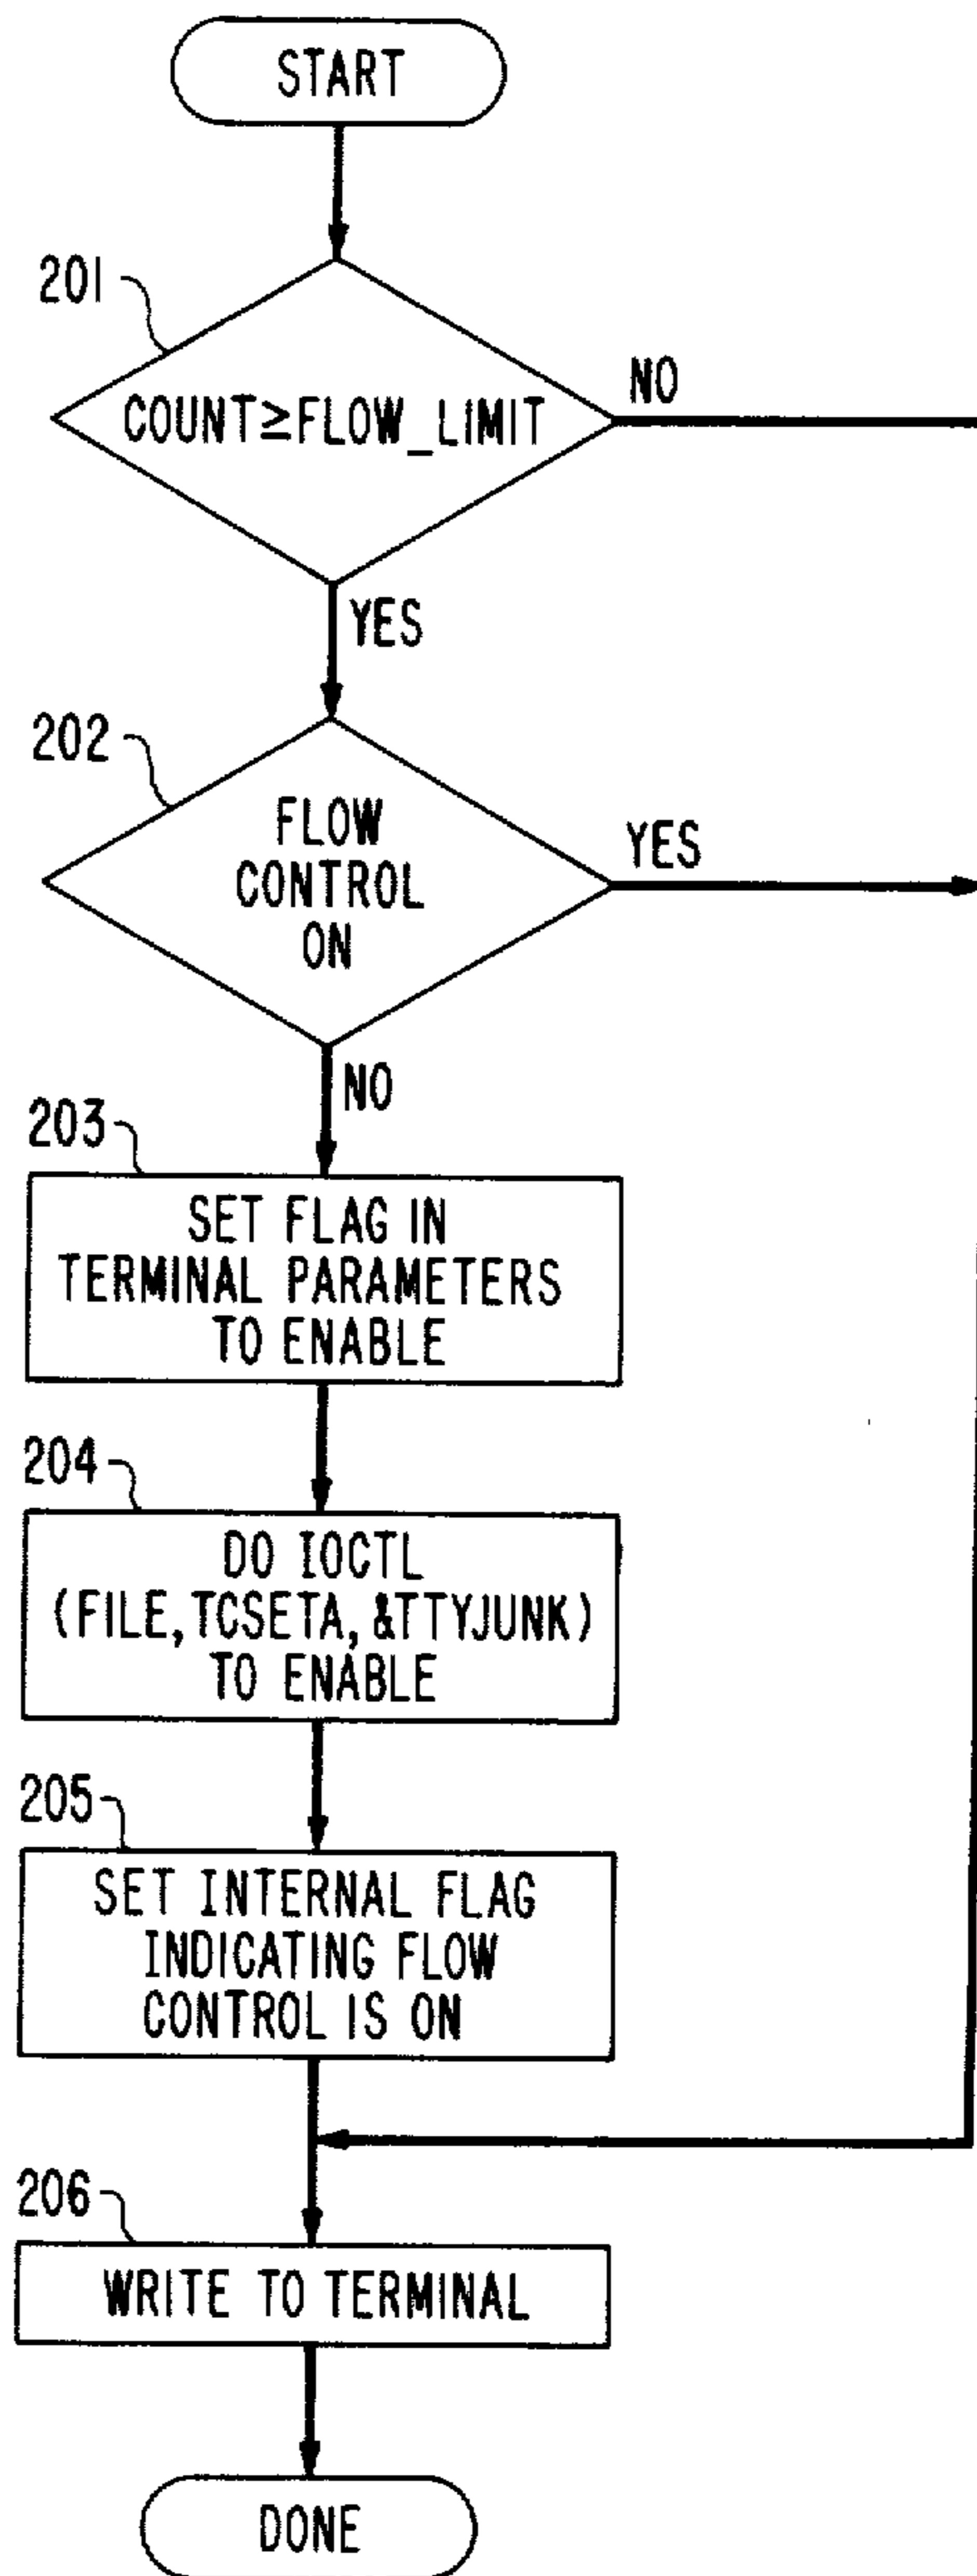 START
201
COUNT≥FLOW_LIMIT
NO
YES
202
FLOW
CONTROL
ON
YES
NO
203
SET FLAG IN
TERMINAL PARAMETERS
TO ENABLE
204
DO IOCTL
(FILE,TCSETA,&TTYJUNK)
TO ENABLE
205
SET INTERNAL FLAG
INDICATING FLOW
CONTROL IS ON
206
WRITE TO TERMINAL
DONE